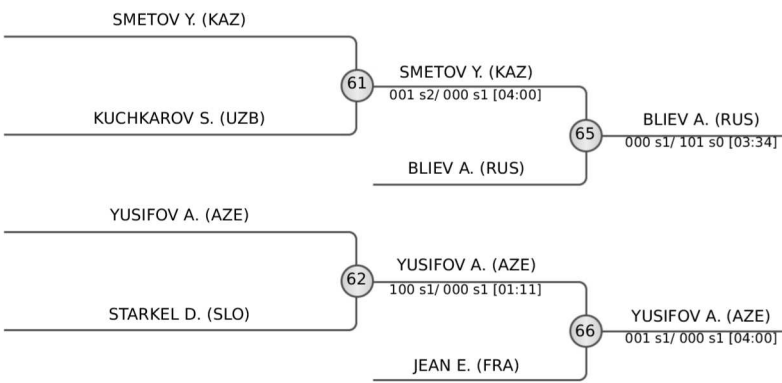 SMETOV Y. (KAZ)
61
SMETOV Y. (KAZ)
001 s2/ 000 s1 [04:00]
KUCHKAROV S. (UZB)
65
BLIEV A. (RUS)
000 s1/ 101 s0 [03:34]
BLIEV A. (RUS)
YUSIFOV A. (AZE)
62
YUSIFOV A. (AZE)
100 s1/ 000 s1 [01:11]
STARKEL D. (SLO)
66
YUSIFOV A. (AZE)
001 s1/ 000 s1 [04:00]
JEAN E. (FRA)